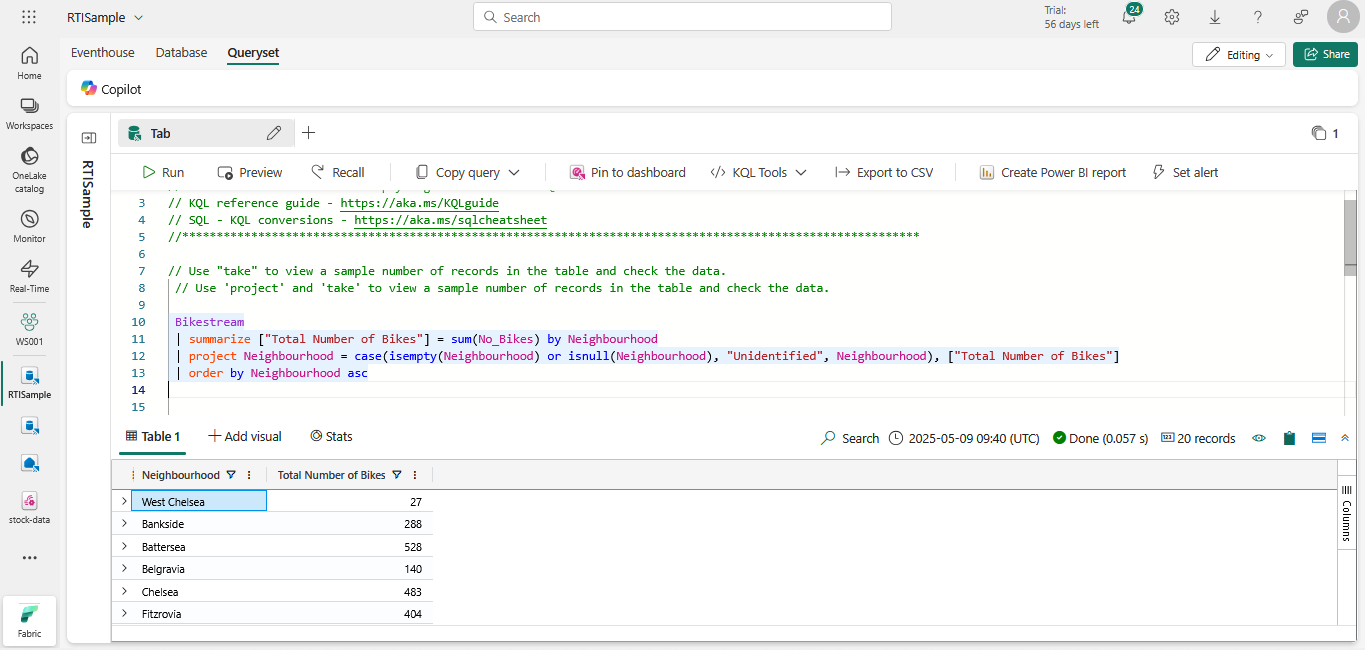 RTISample
Search
Trial:
56 days left
24
Home
Workspaces
OneLake
catalog
Monitor
Real-Time
WS001
RTISample
stock-data
Fabric
Eventhouse
Database
Queryset
Editing
Share
Copilot
RTISample
Tab
1
Run
Preview
Recall
Copy query
Pin to dashboard
KQL Tools
Export to CSV
Create Power BI report
Set alert
3 // KQL reference guide - https://aka.ms/KQLguide
4 // SQL - KQL conversions - https://aka.ms/sqlcheatsheet
5 //***********************************************************************************************************
6
7 // Use "take" to view a sample number of records in the table and check the data.
8 // Use 'project' and 'take' to view a sample number of records in the table and check the data.
9
10 Bikestream
11 | summarize ["Total Number of Bikes"] = sum(No_Bikes) by Neighbourhood
12 | project Neighbourhood = case(isempty(Neighbourhood) or isnull(Neighbourhood), "Unidentified", Neighbourhood), ["Total Number of Bikes"]
13 | order by Neighbourhood asc
14
15
Table 1
Add visual
Stats
Search
2025-05-09 09:40 (UTC)
Done (0.057 s)
20 records
Neighbourhood Total Number of Bikes
West Chelsea 27
Bankside 288
Battersea 528
Belgravia 140
Chelsea 483
Fitzrovia 404
Columns